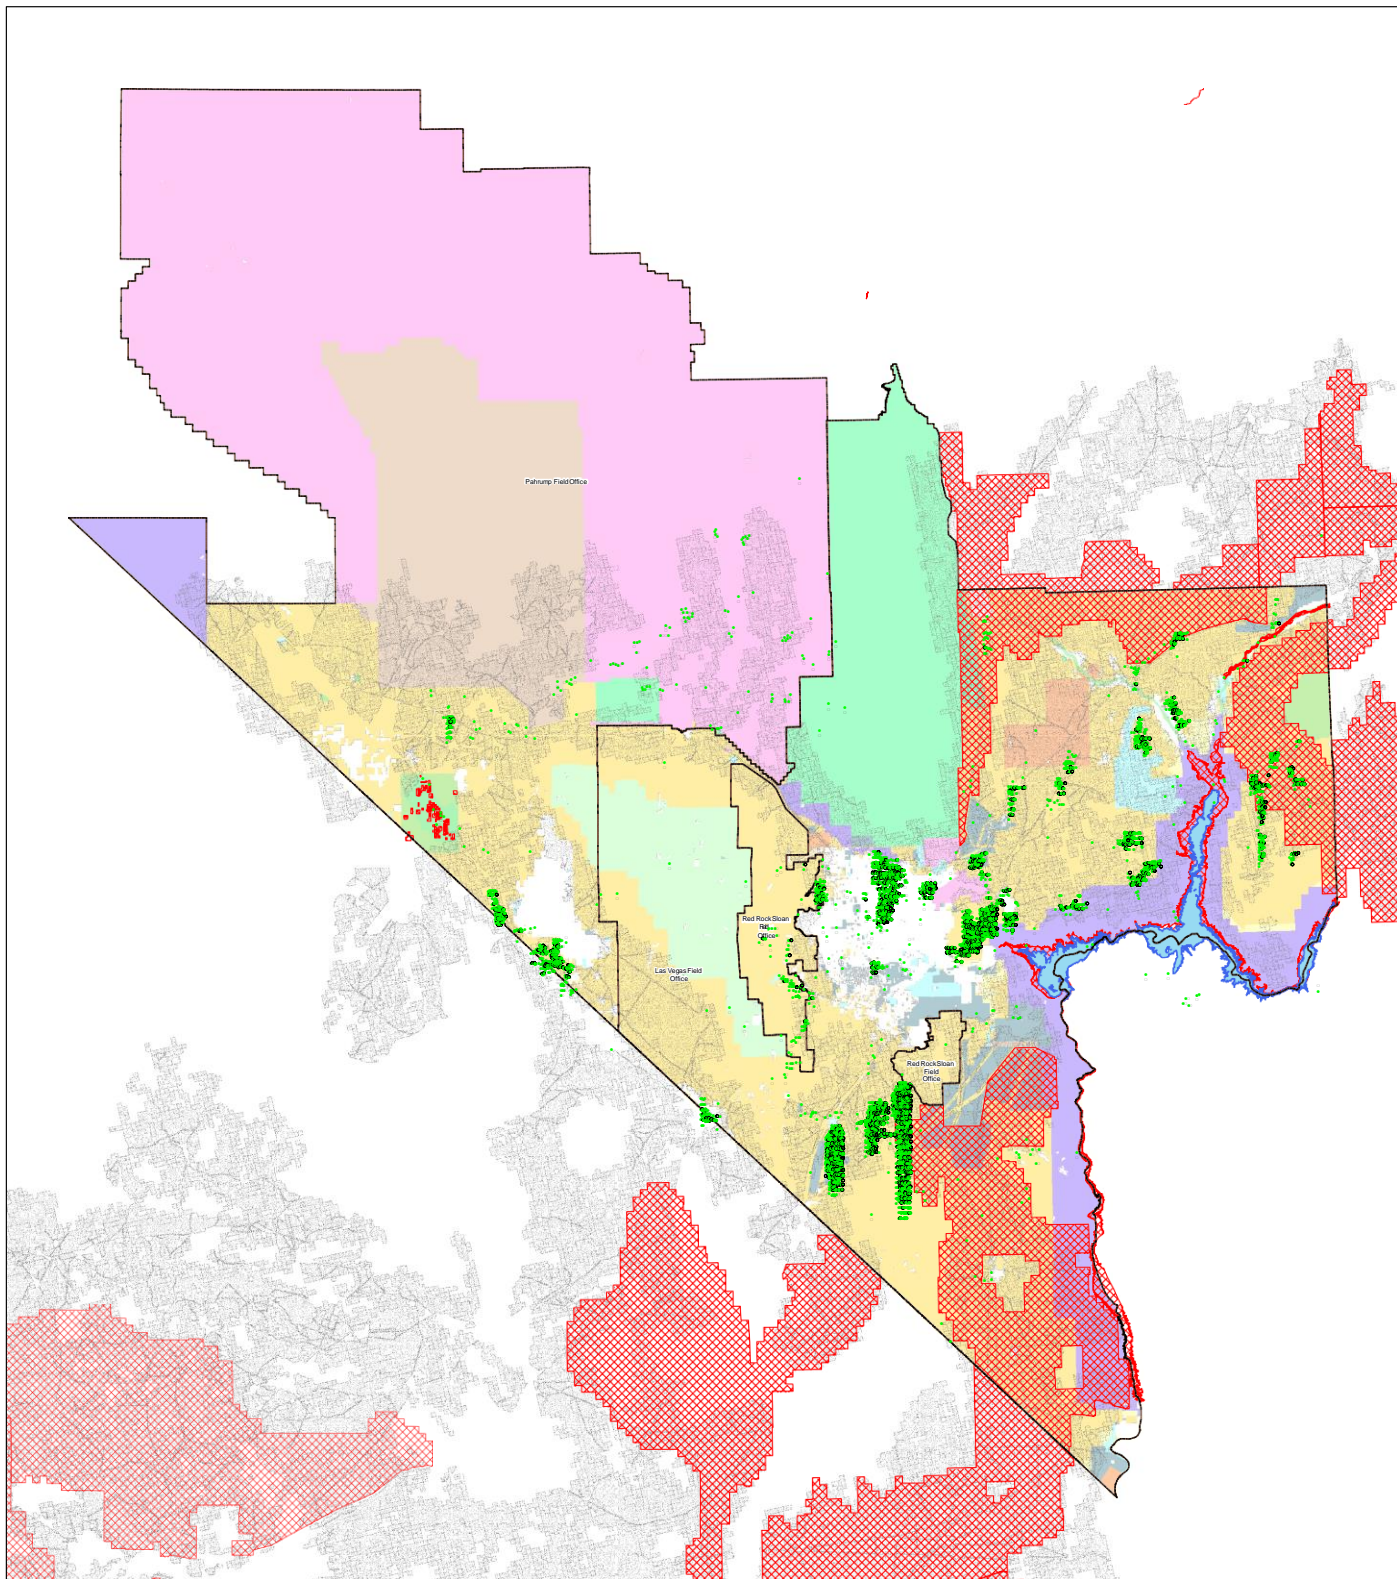 Pahrump Field Office
Red Rock/Sloan
Field
Office
Las Vegas Field
Office
Red Rock/Sloan
Field
Office